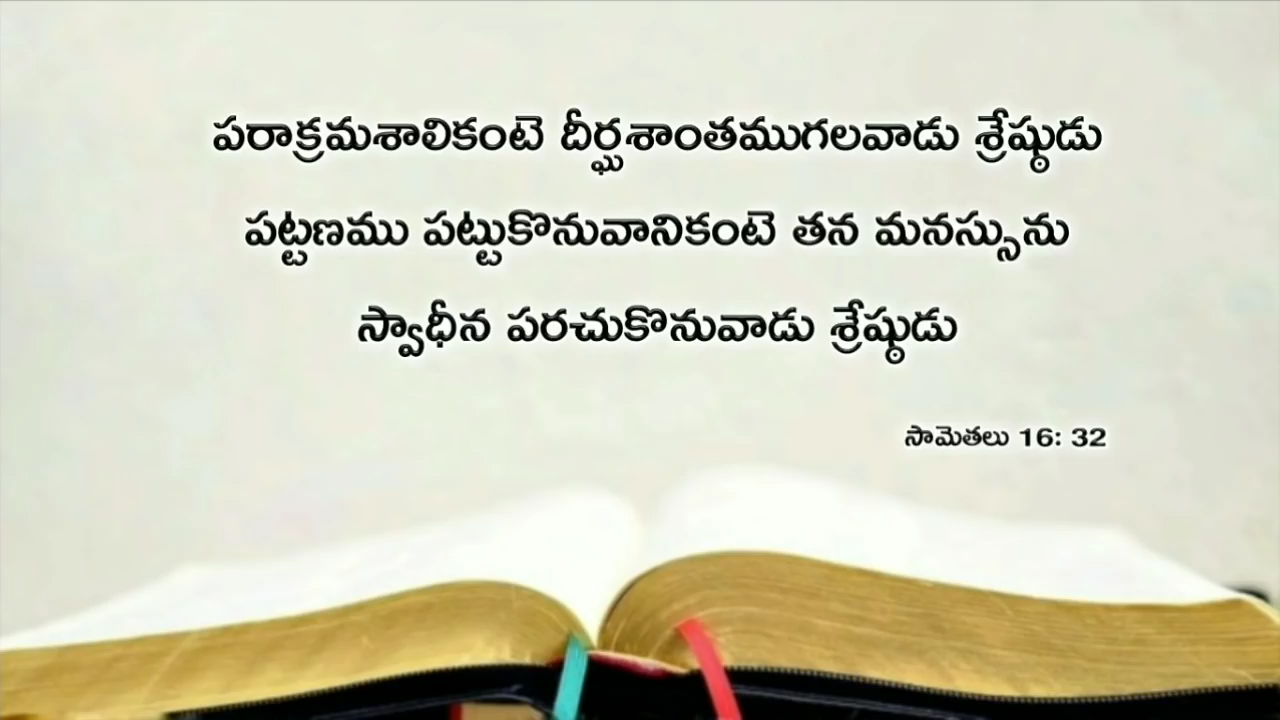 పరాక్రమశాలికంటె దీర్ఘశాంతముగలవాడు శ్రేష్ఠుడు
పట్టణము పట్టుకొనువానికంటె తన మనస్సును
స్వాధీన పరచుకొనువాడు శ్రేష్ఠుడు
సామెతలు 16: 32